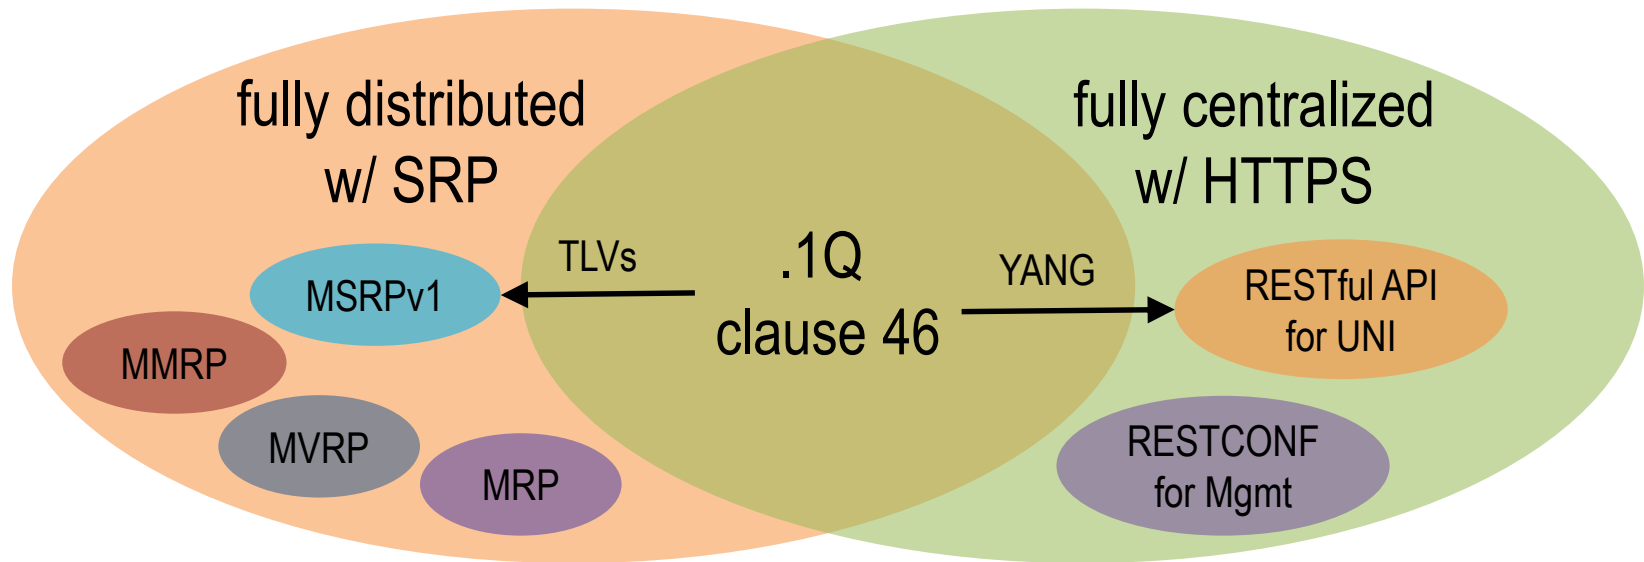 fully distributed
w/ SRP
fully centralized
w/ HTTPS
TLVs
.1Q
clause 46
YANG
MSRPv1
RESTful API
for UNI
MMRP
MVRP
MRP
RESTCONF
for Mgmt